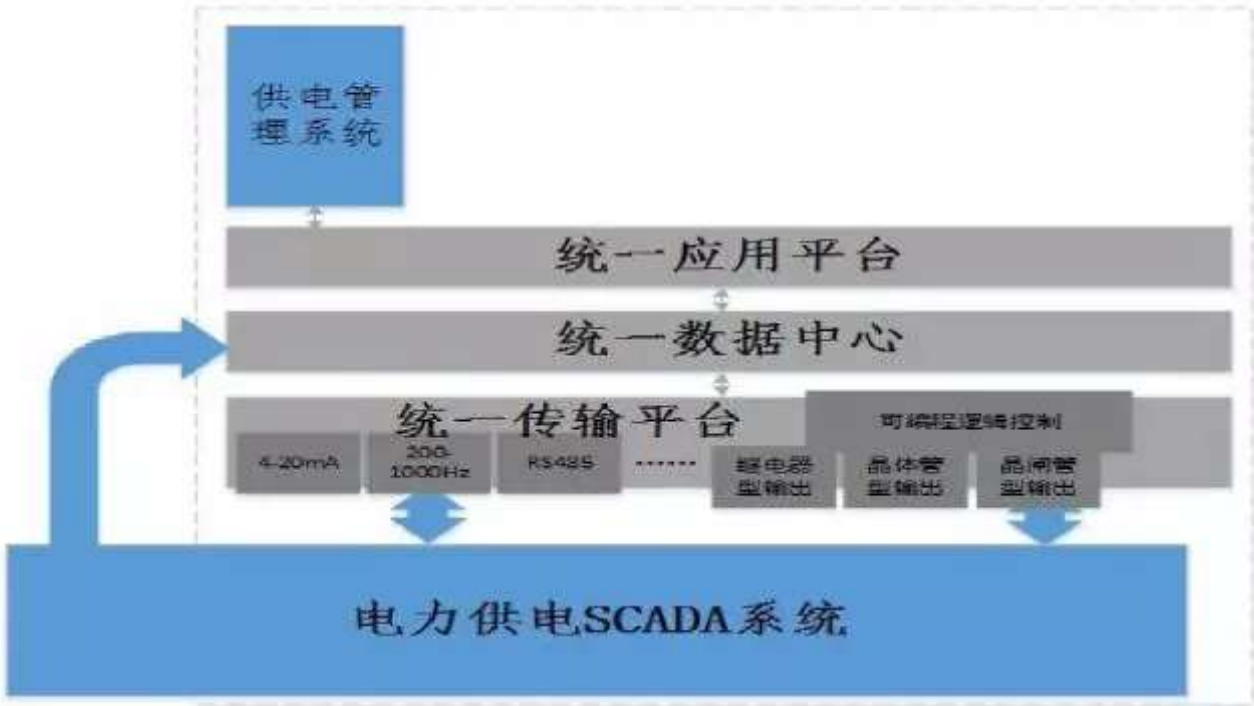 供电管
理系统
统一应用平台
统一数据中心
统一传输平台
可编程逻辑控制
4-20mA
200-
1000Hz
RS485
......
继电器
型输出
晶体管
型输出
晶闸管
型输出
电力供电SCADA系统